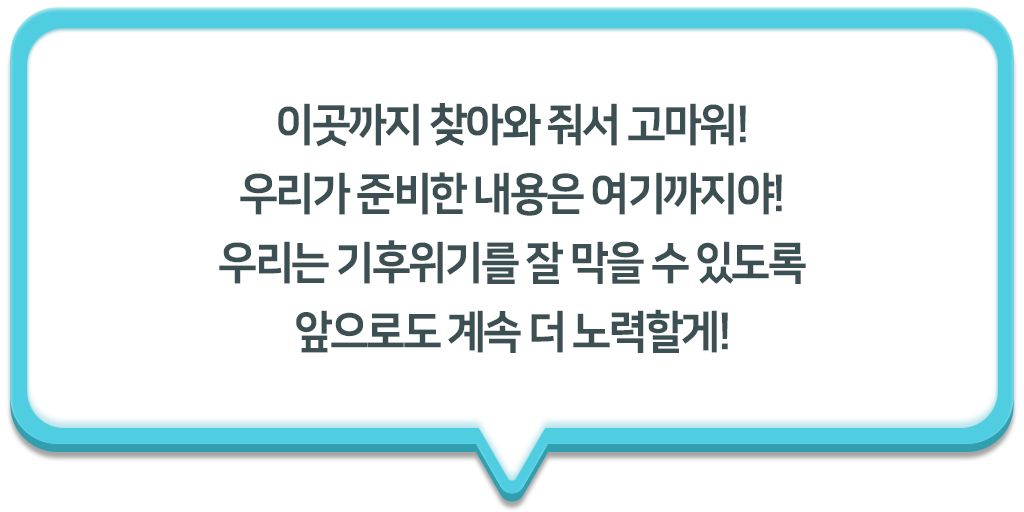 이곳까지 찾아와 줘서 고마워!
우리가 준비한 내용은 여기까지야!
우리는 기후위기를 잘 막을 수 있도록
앞으로도 계속 더 노력할게!